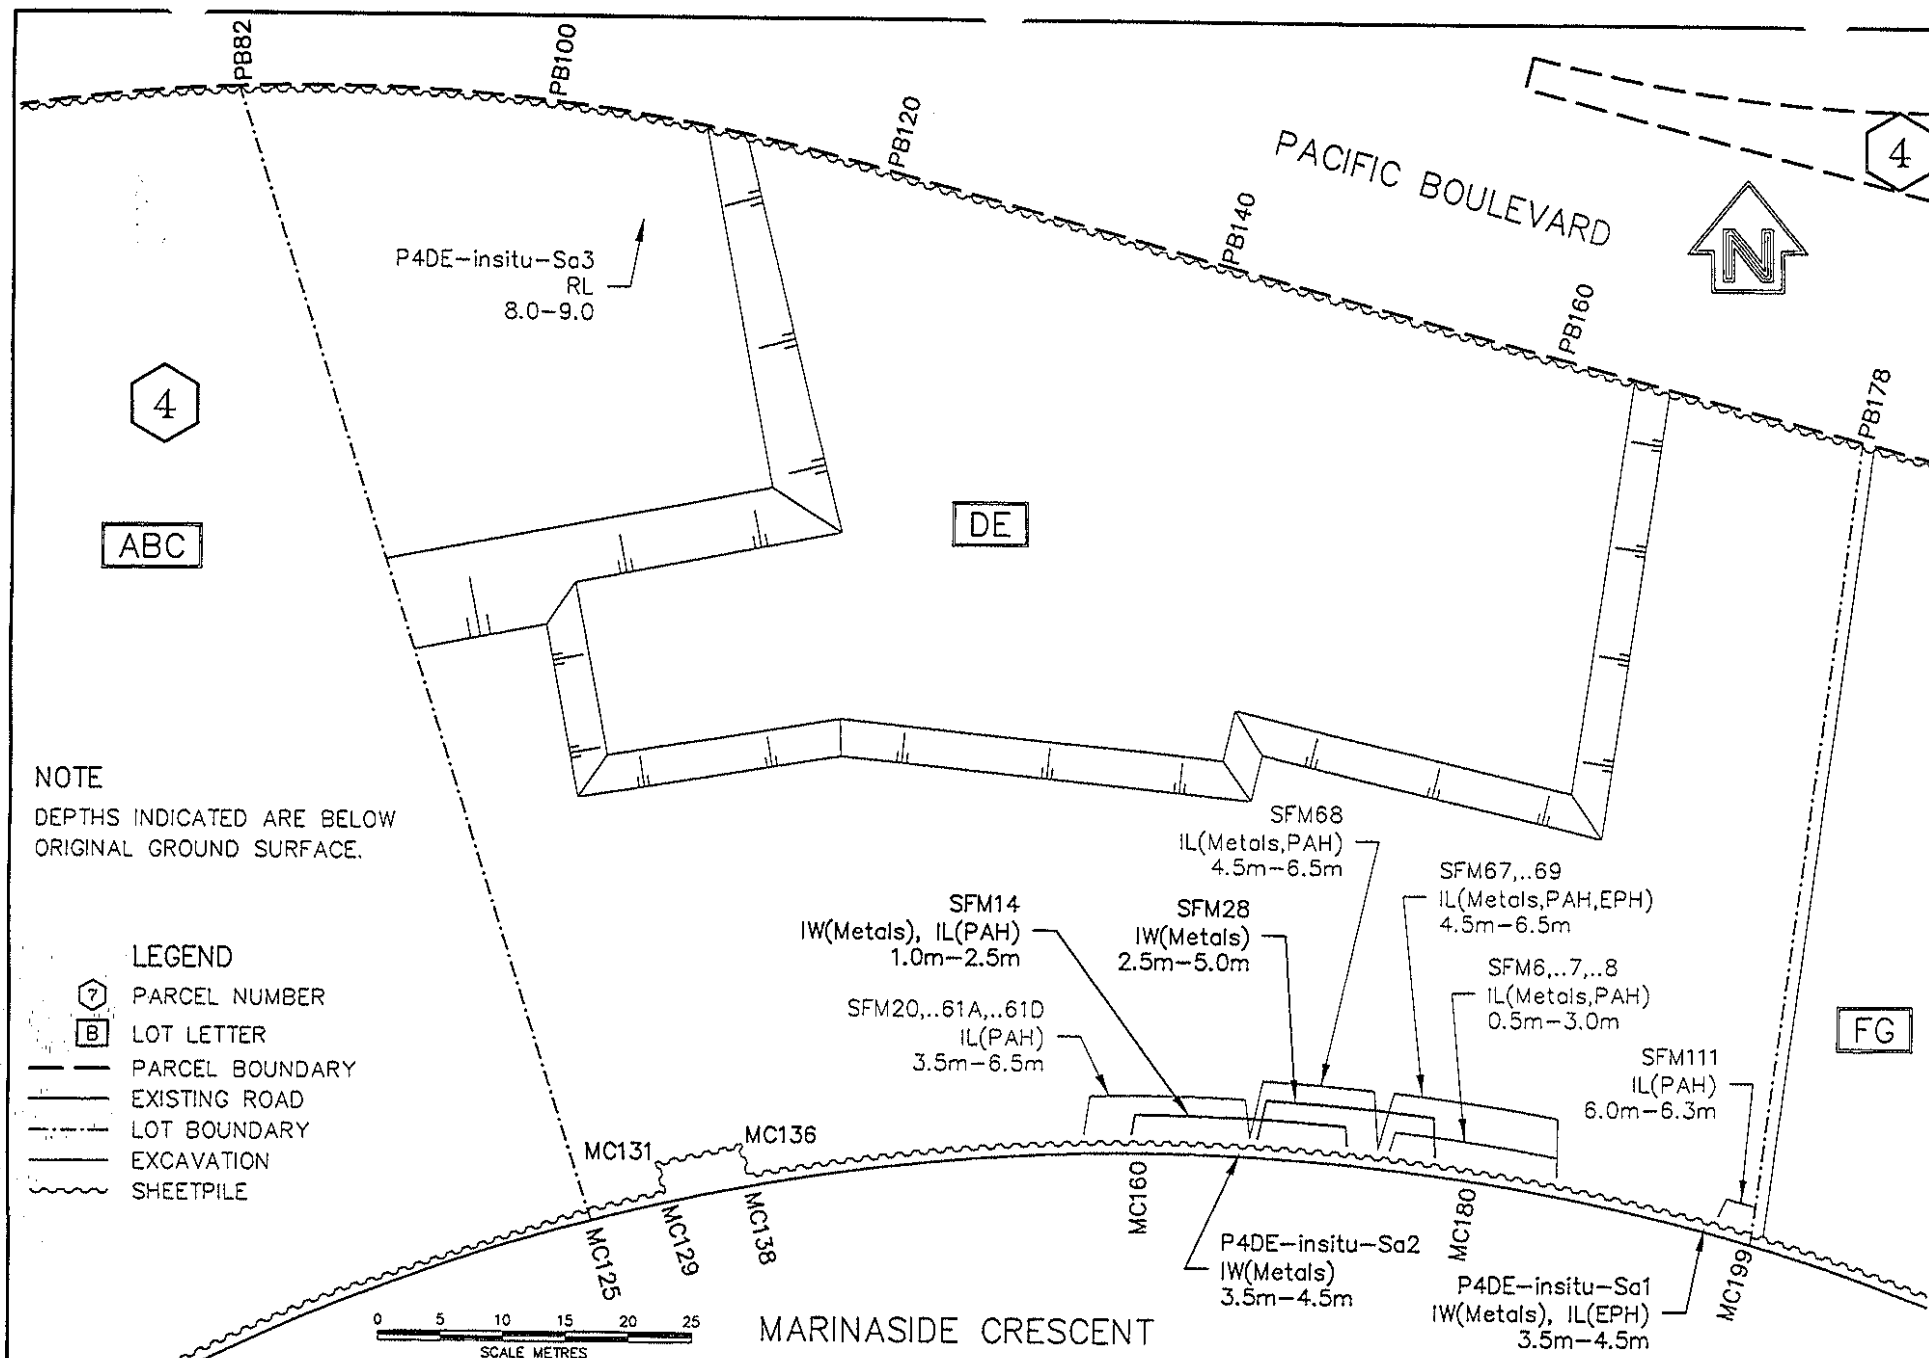 PB82
PB100
PB120
PB140
PB160
PB178
PACIFIC BOULEVARD
4
N
P4DE-insitu-Sa3
RL
8.0-9.0
4
ABC
DE
FG
NOTE
DEPTHS INDICATED ARE BELOW
ORIGINAL GROUND SURFACE.
LEGEND
? PARCEL NUMBER
B LOT LETTER
PARCEL BOUNDARY
EXISTING ROAD
LOT BOUNDARY
EXCAVATION
SHEETPILE
SFM68
IL(Metals,PAH)
4.5m-6.5m
SFM67,..69
IL(Metals,PAH,EPH)
4.5m-6.5m
SFM14
IW(Metals), IL(PAH)
1.0m-2.5m
SFM28
IW(Metals)
2.5m-5.0m
SFM6,..7,..8
IL(Metals,PAH)
0.5m-3.0m
SFM20,..61A,..61D
IL(PAH)
3.5m-6.5m
SFM111
IL(PAH)
6.0m-6.3m
MC131
MC136
MC125
MC129
MC138
MC160
MC180
MC199
P4DE-insitu-Sa2
IW(Metals)
3.5m-4.5m
P4DE-insitu-Sa1
IW(Metals), IL(EPH)
3.5m-4.5m
0 5 10 15 20 25
SCALE METRES
MARINASIDE CRESCENT